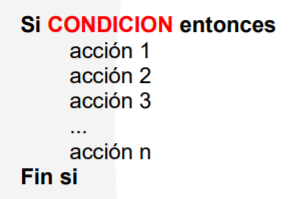 Si CONDICION entonces
acción 1
acción 2
acción 3
...
acción n
Fin si